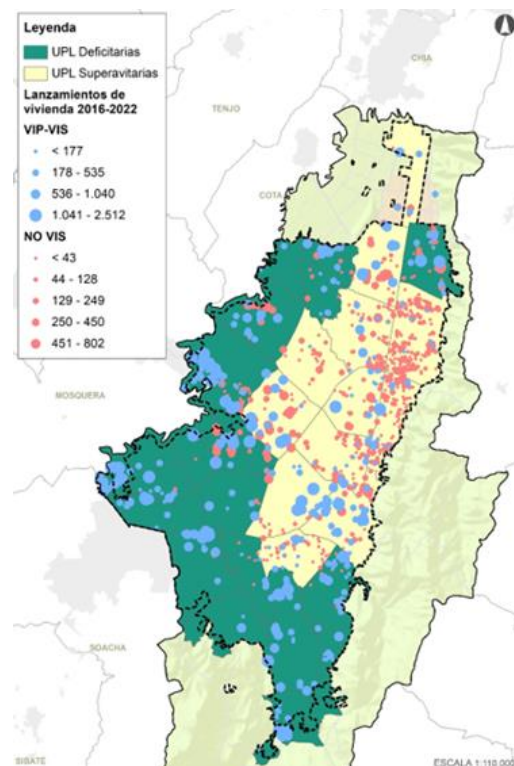 Leyenda
UPL Deficitarias
UPL Superavitarias
Lanzamientos de
vivienda 2016-2022
VIP-VIS
< 177
178 - 535
536 - 1.040
1.041 - 2.512
NO VIS
< 43
44 - 128
129 - 249
250 - 450
451 - 802
CHIA
TENJO
COTA
MOSQUERA
SOACHA
SIBATÉ
ESCALA 1:110.000